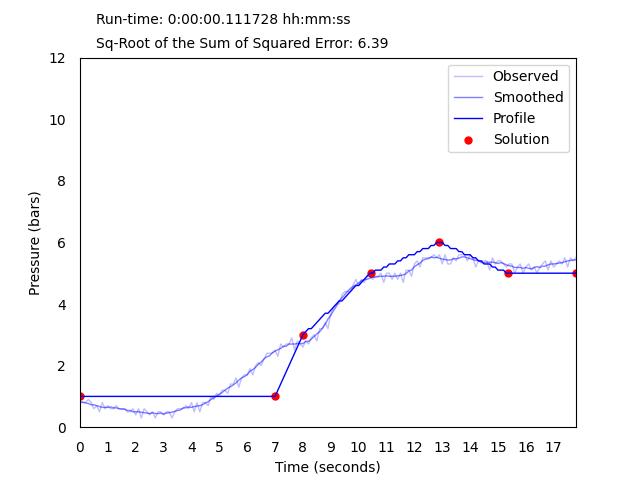 Run-time: 0:00:00.111728 hh:mm:ss
Sq-Root of the Sum of Squared Error: 6.39
12
10
8
6
4
2
0
Pressure (bars)
Observed
Smoothed
Profile
Solution
0 1 2 3 4 5 6 7 8 9 10 11 12 13 14 15 16 17
Time (seconds)